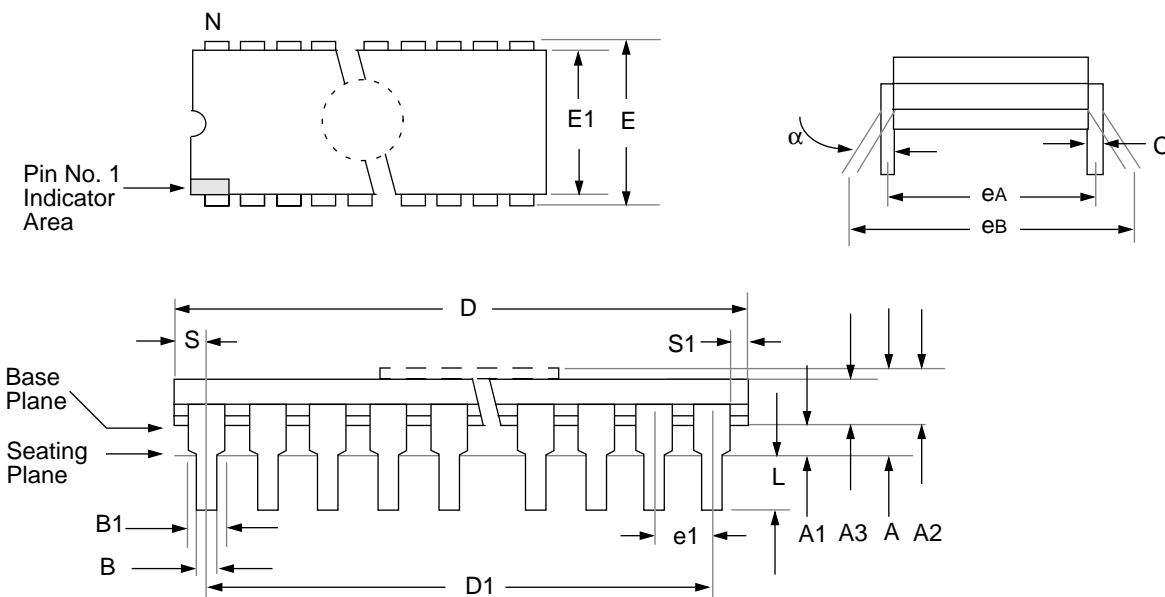 N
E1
E
Pin No. 1
Indicator
Area
α
C
eA
eB
D
S
S1
Base
Plane
Seating
Plane
L
B1
e1
A1
A3
A
A2
B
D1